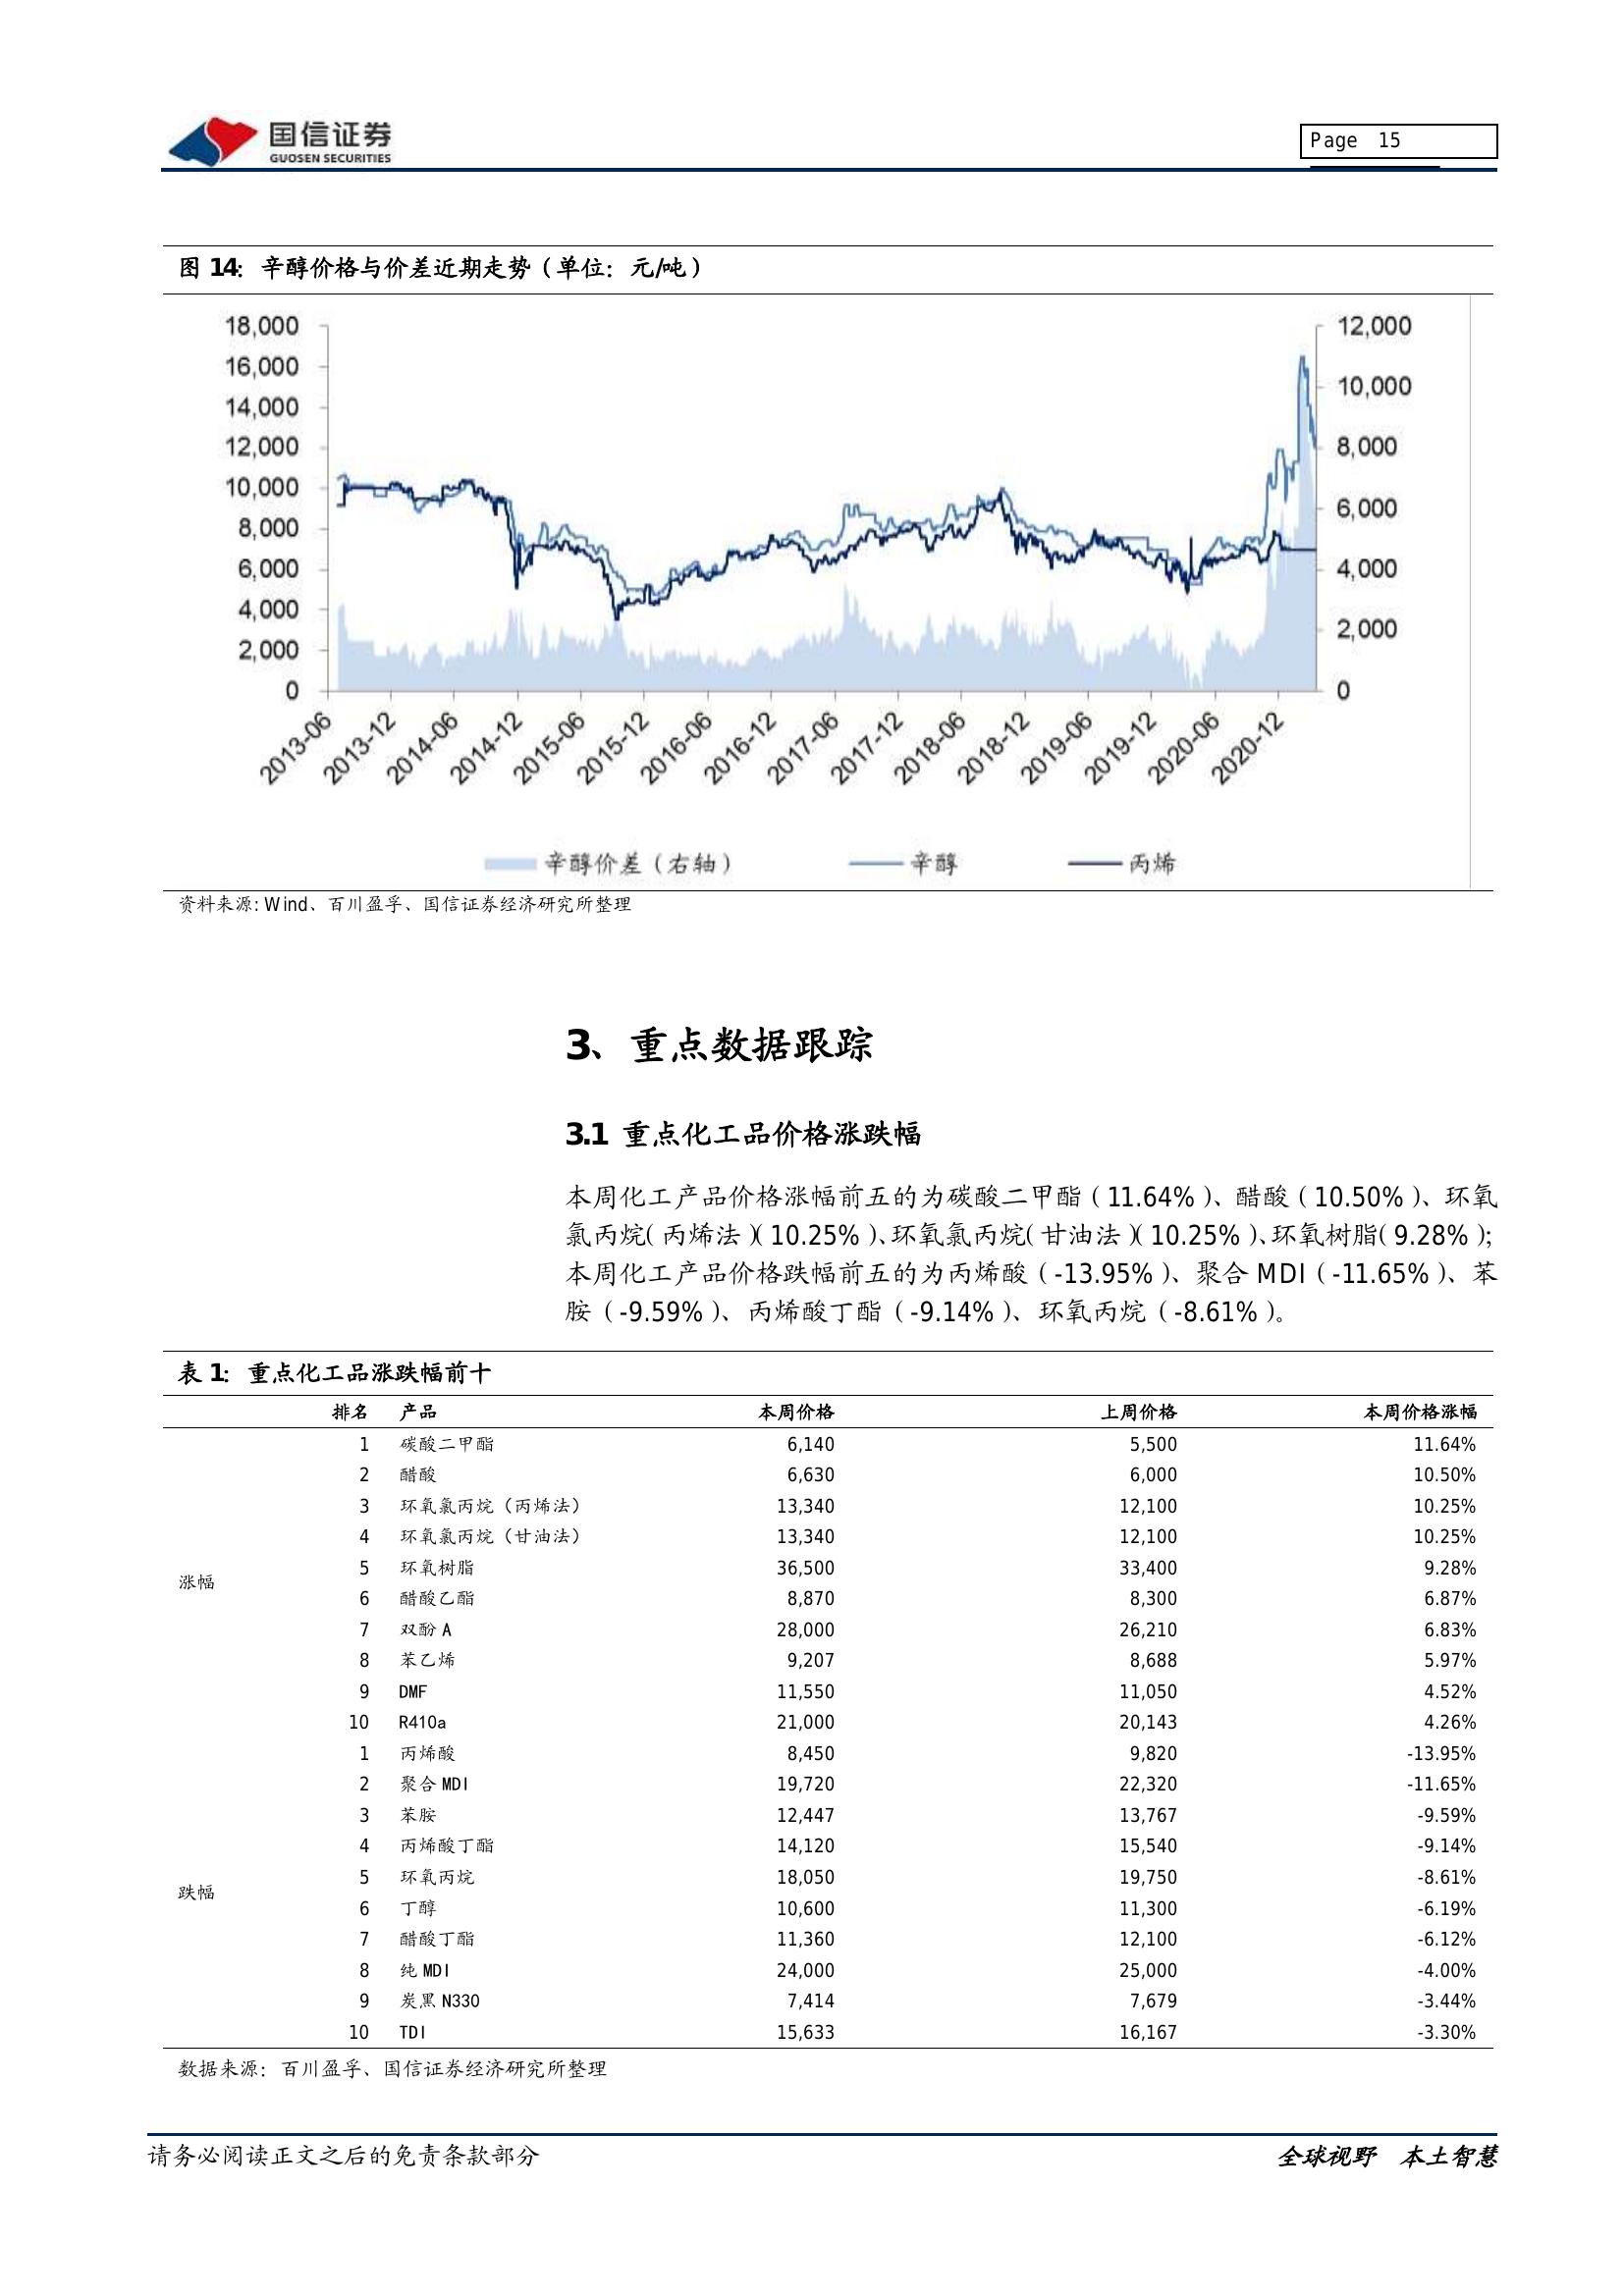 国信证券
GUOSEN SECURITIES
Page 15
图 14: 辛醇价格与价差近期走势（单位：元/吨）
18,000
16,000
14,000
12,000
10,000
8,000
6,000
4,000
2,000
0
12,000
10,000
8,000
6,000
4,000
2,000
0
2013-06 2013-12 2014-06 2014-12 2015-06 2015-12 2016-06 2016-12 2017-06 2017-12 2018-06 2018-12 2019-06 2019-12 2020-06 2020-12
辛醇价差（右轴） 辛醇 丙烯
资料来源: Wind、百川盈孚、国信证券经济研究所整理
3、重点数据跟踪
3.1 重点化工品价格涨跌幅
本周化工产品价格涨幅前五的为碳酸二甲酯（11.64%）、醋酸（10.50%）、环氧
氯丙烷(丙烯法)(10.25%)、环氧氯丙烷(甘油法)(10.25%)、环氧树脂(9.28%);
本周化工产品价格跌幅前五的为丙烯酸（-13.95%）、聚合 MDI（-11.65%）、苯
胺（-9.59%）、丙烯酸丁酯（-9.14%）、环氧丙烷（-8.61%）。
表 1: 重点化工品涨跌幅前十
排名 产品 本周价格 上周价格 本周价格涨幅
涨幅
1 碳酸二甲酯 6,140 5,500 11.64%
2 醋酸 6,630 6,000 10.50%
3 环氧氯丙烷（丙烯法） 13,340 12,100 10.25%
4 环氧氯丙烷（甘油法） 13,340 12,100 10.25%
5 环氧树脂 36,500 33,400 9.28%
6 醋酸乙酯 8,870 8,300 6.87%
7 双酚 A 28,000 26,210 6.83%
8 苯乙烯 9,207 8,688 5.97%
9 DMF 11,550 11,050 4.52%
10 R410a 21,000 20,143 4.26%
跌幅
1 丙烯酸 8,450 9,820 -13.95%
2 聚合 MDI 19,720 22,320 -11.65%
3 苯胺 12,447 13,767 -9.59%
4 丙烯酸丁酯 14,120 15,540 -9.14%
5 环氧丙烷 18,050 19,750 -8.61%
6 丁醇 10,600 11,300 -6.19%
7 醋酸丁酯 11,360 12,100 -6.12%
8 纯 MDI 24,000 25,000 -4.00%
9 炭黑 N330 7,414 7,679 -3.44%
10 TDI 15,633 16,167 -3.30%
数据来源：百川盈孚、国信证券经济研究所整理
请务必阅读正文之后的免责条款部分
全球视野 本土智慧